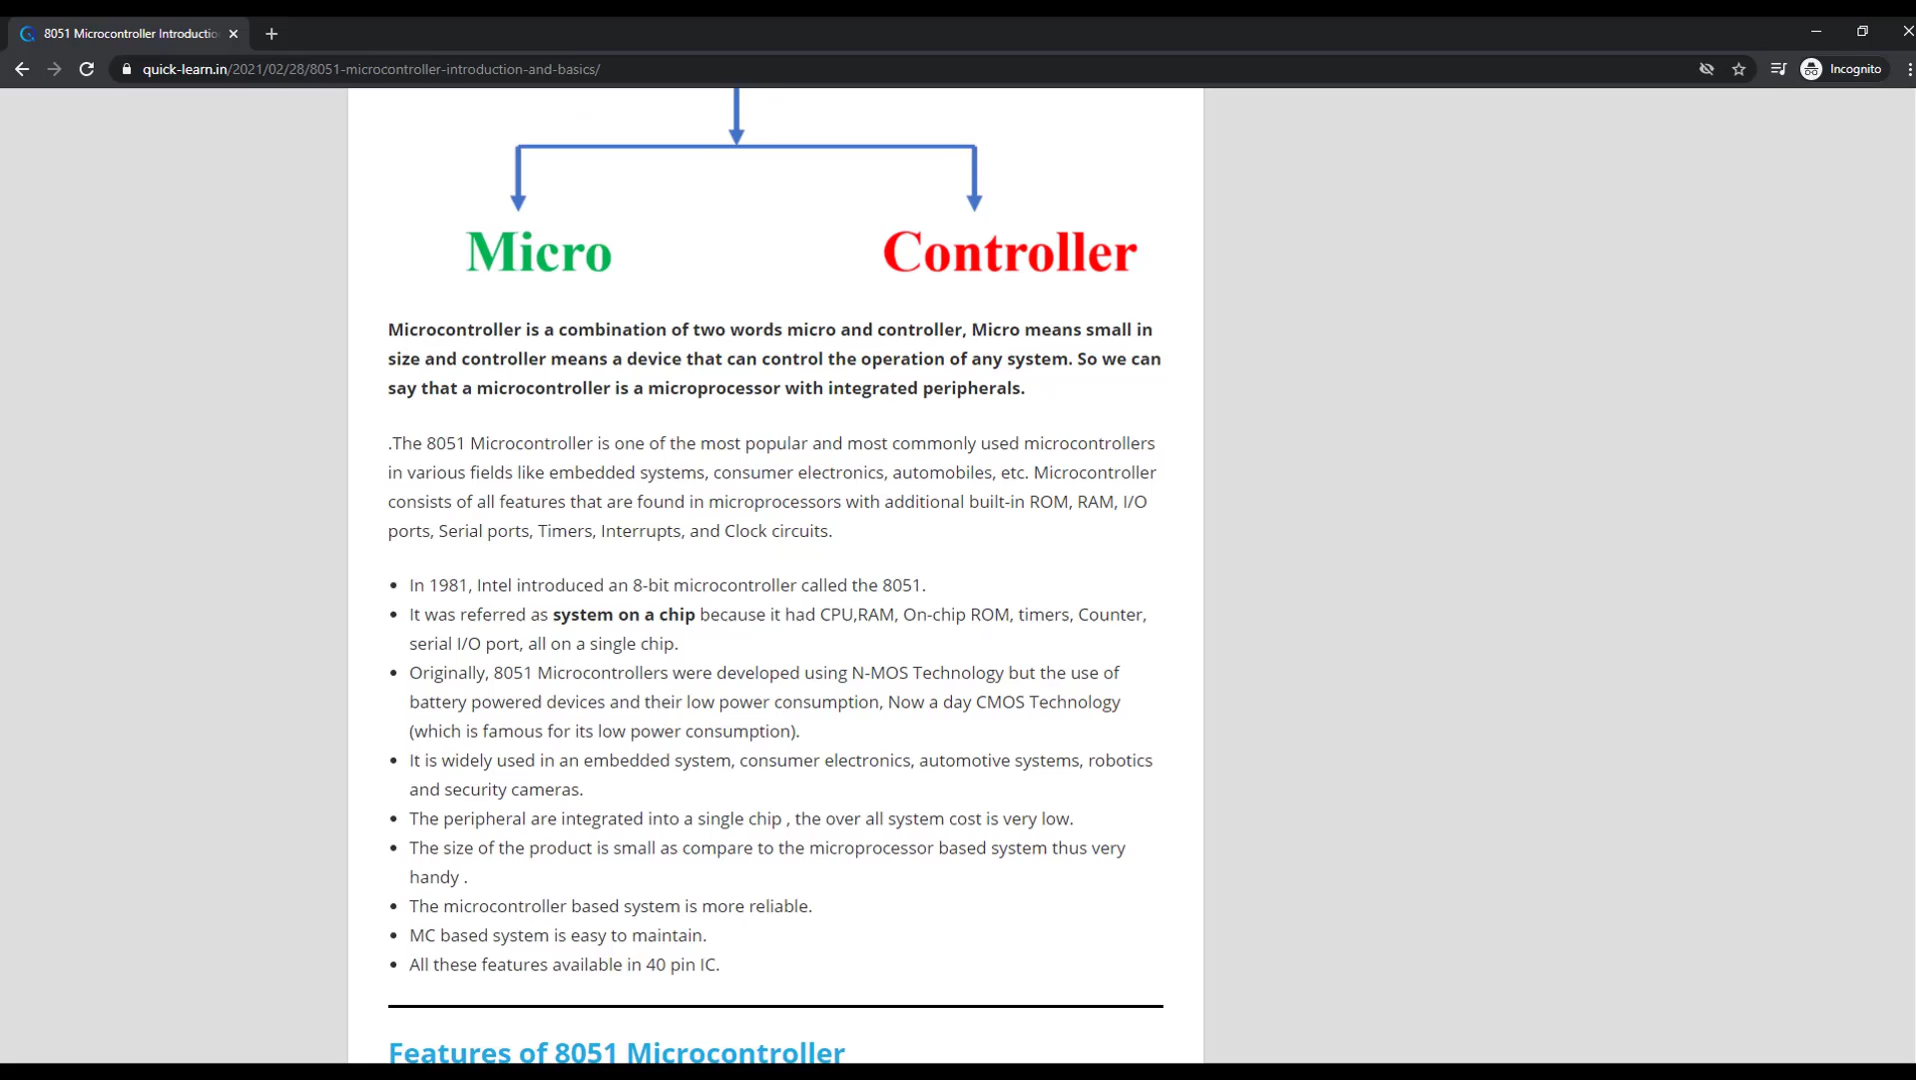 8051 Microcontroller Introductio
quick-learn.in/2021/02/28/8051-microcontroller-introduction-and-basics/
Incognito
Micro
Controller
Microcontroller is a combination of two words micro and controller, Micro means small in
size and controller means a device that can control the operation of any system. So we can
say that a microcontroller is a microprocessor with integrated peripherals.
.The 8051 Microcontroller is one of the most popular and most commonly used microcontrollers
in various fields like embedded systems, consumer electronics, automobiles, etc. Microcontroller
consists of all features that are found in microprocessors with additional built-in ROM, RAM, I/O
ports, Serial ports, Timers, Interrupts, and Clock circuits.
• In 1981, Intel introduced an 8-bit microcontroller called the 8051.
• It was referred as system on a chip because it had CPU,RAM, On-chip ROM, timers, Counter,
serial I/O port, all on a single chip.
• Originally, 8051 Microcontrollers were developed using N-MOS Technology but the use of
battery powered devices and their low power consumption, Now a day CMOS Technology
(which is famous for its low power consumption).
• It is widely used in an embedded system, consumer electronics, automotive systems, robotics
and security cameras.
• The peripheral are integrated into a single chip , the over all system cost is very low.
• The size of the product is small as compare to the microprocessor based system thus very
handy .
• The microcontroller based system is more reliable.
• MC based system is easy to maintain.
• All these features available in 40 pin IC.
Features of 8051 Microcontroller